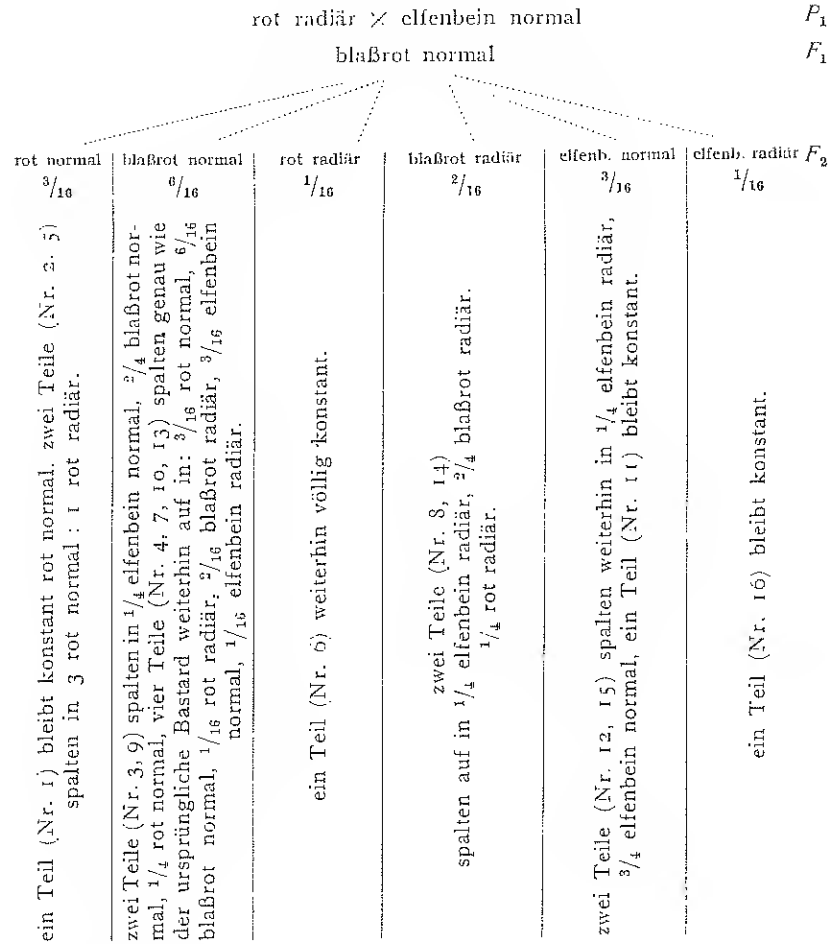 rot radiär × elfenbein normal P₁
blaßrot normal F₁
rot normal | blaßrot normal | rot radiär | blaßrot radiär | elfenb. normal | elfenb. radiär F₂
3/16 | 6/16 | 1/16 | 2/16 | 3/16 | 1/16
ein Teil (Nr. 1) bleibt konstant rot normal. zwei Teile (Nr. 2. 5)
spalten in 3 rot normal : 1 rot radiär.
zwei Teile (Nr. 3, 9) spalten in 1/4 elfenbein normal, 2/4 blaßrot nor-
mal, 1/4 rot normal, vier Teile (Nr. 4, 7, 10, 13) spalten genau wie
der ursprüngliche Bastard weiterhin auf in: 3/16 rot normal, 6/16
blaßrot normal, 1/16 rot radiär, 2/16 blaßrot radiär, 3/16 elfenbein
normal, 1/16 elfenbein radiär.
ein Teil (Nr. 6) weiterhin völlig konstant.
zwei Teile (Nr. 8, 14)
spalten auf in 1/4 elfenbein radiär, 2/4 blaßrot radiär.
1/4 rot radiär.
zwei Teile (Nr. 12, 15) spalten weiterhin in 1/4 elfenbein radiär,
3/4 elfenbein normal, ein Teil (Nr. 11) bleibt konstant.
ein Teil (Nr. 16) bleibt konstant.